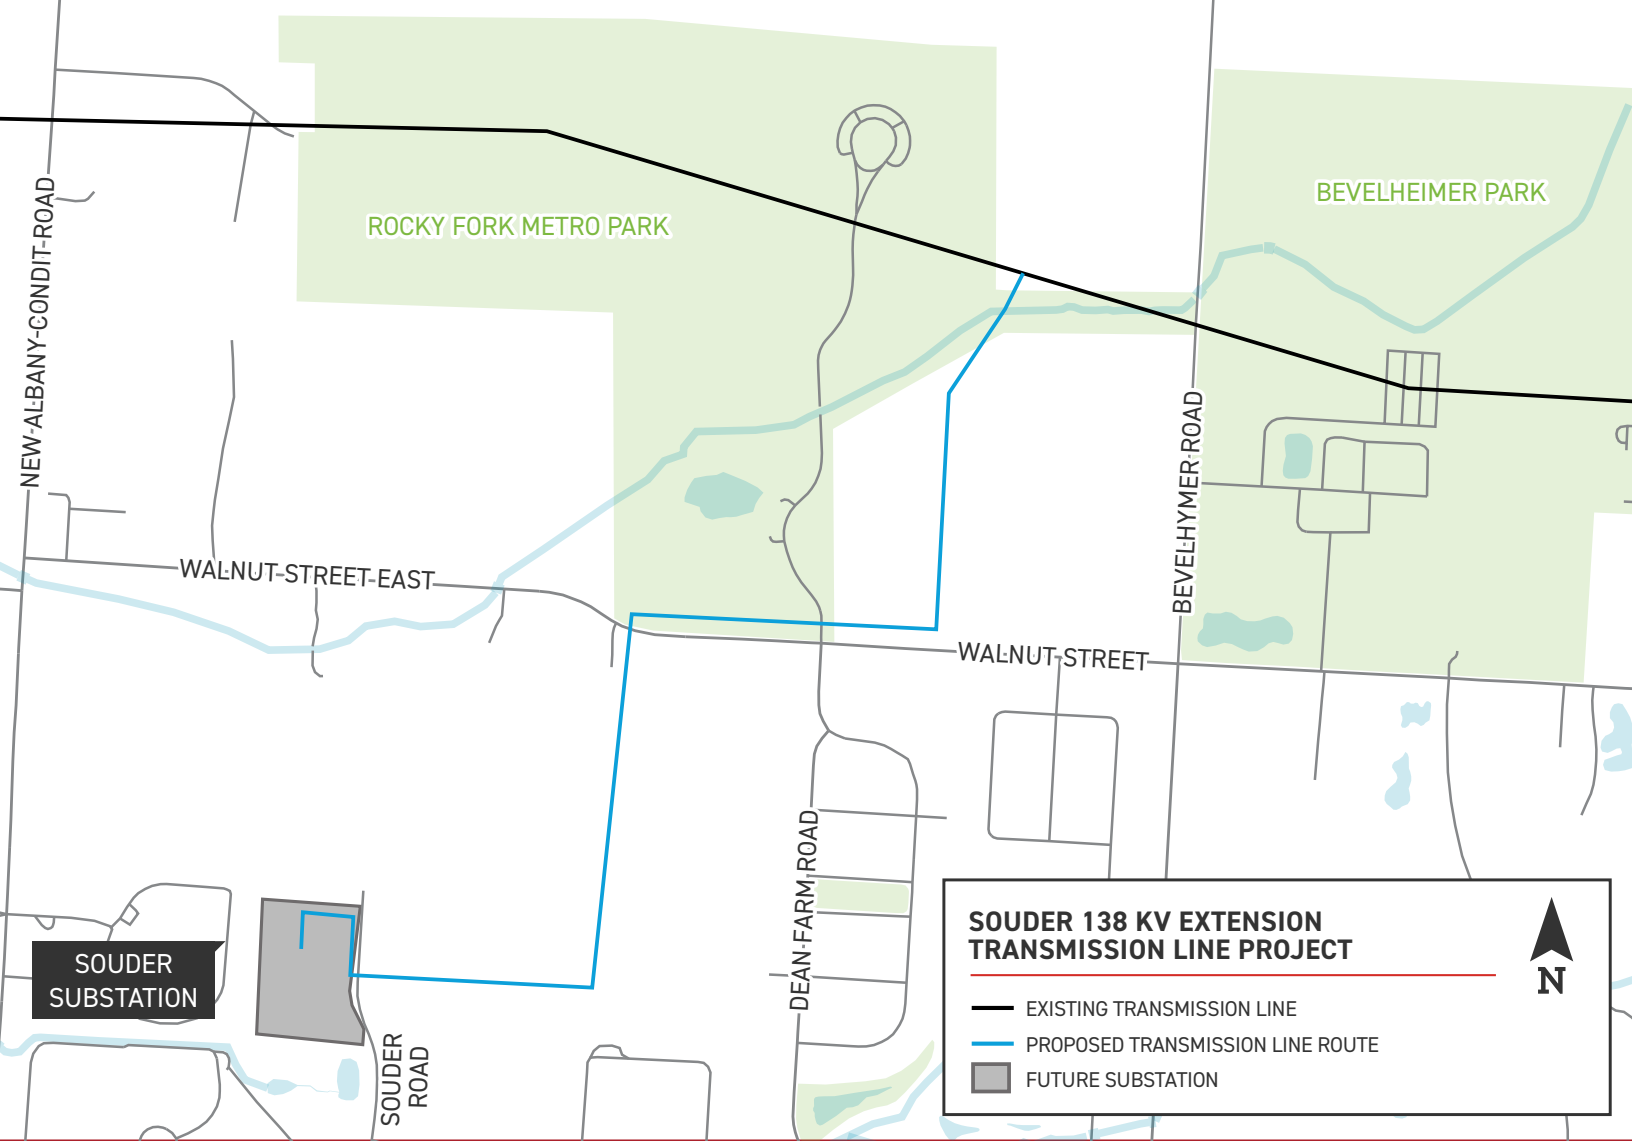 ROCKY FORK METRO PARK
BEVELHEIMER PARK
NEW-ALBANY-CONDIT-ROAD
WALNUT-STREET-EAST
BEVELHYMER-ROAD
WALNUT-STREET
DEAN-FARM-ROAD
SOUDER
SUBSTATION
SOUDER
ROAD
SOUDER 138 KV EXTENSION
TRANSMISSION LINE PROJECT
N
EXISTING TRANSMISSION LINE
PROPOSED TRANSMISSION LINE ROUTE
FUTURE SUBSTATION